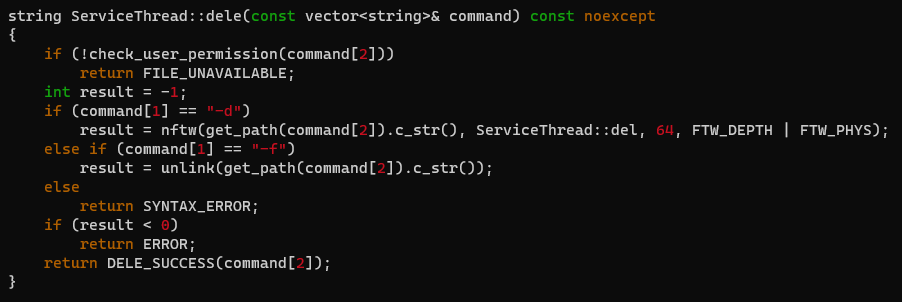 string ServiceThread::dele(const vector<string>& command) const noexcept
{
    if (!check_user_permission(command[2]))
        return FILE_UNAVAILABLE;
    int result = -1;
    if (command[1] == "-d")
        result = nftw(get_path(command[2]).c_str(), ServiceThread::del, 64, FTW_DEPTH | FTW_PHYS);
    else if (command[1] == "-f")
        result = unlink(get_path(command[2]).c_str());
    else
        return SYNTAX_ERROR;
    if (result < 0)
        return ERROR;
    return DELE_SUCCESS(command[2]);
}